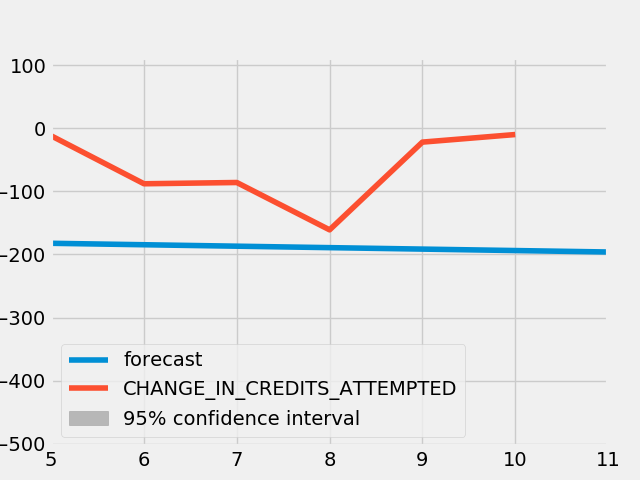 100
0
−100
−200
−300
−400
−500
forecast
CHANGE_IN_CREDITS_ATTEMPTED
95% confidence interval
5 6 7 8 9 10 11